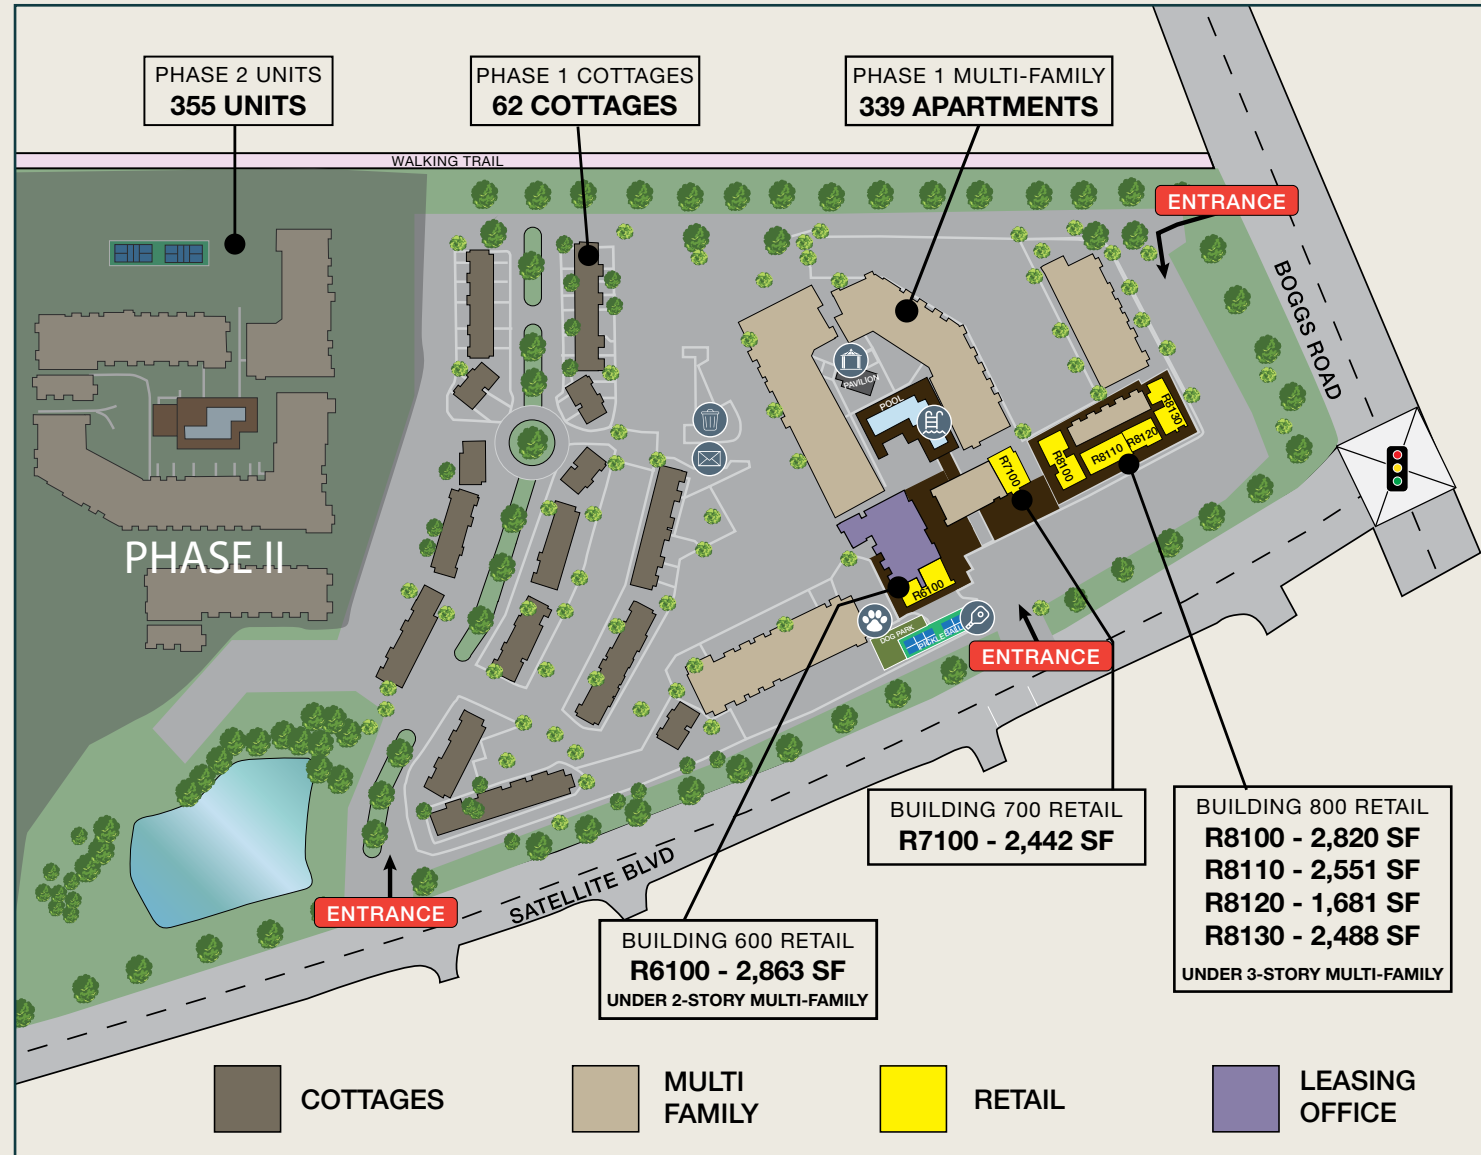 PHASE 2 UNITS
355 UNITS
PHASE 1 COTTAGES
62 COTTAGES
PHASE 1 MULTI-FAMILY
339 APARTMENTS
WALKING TRAIL
ENTRANCE
BOGGS ROAD
PAVILION
POOL
R8130
R8120
R8110
R8100
R7100
PHASE II
R6100
DOG PARK
PICKLEBALL
ENTRANCE
BUILDING 700 RETAIL
R7100 - 2,442 SF
BUILDING 800 RETAIL
R8100 - 2,820 SF
R8110 - 2,551 SF
R8120 - 1,681 SF
R8130 - 2,488 SF
UNDER 3-STORY MULTI-FAMILY
SATELLITE BLVD
ENTRANCE
BUILDING 600 RETAIL
R6100 - 2,863 SF
UNDER 2-STORY MULTI-FAMILY
COTTAGES
MULTI
FAMILY
RETAIL
LEASING
OFFICE